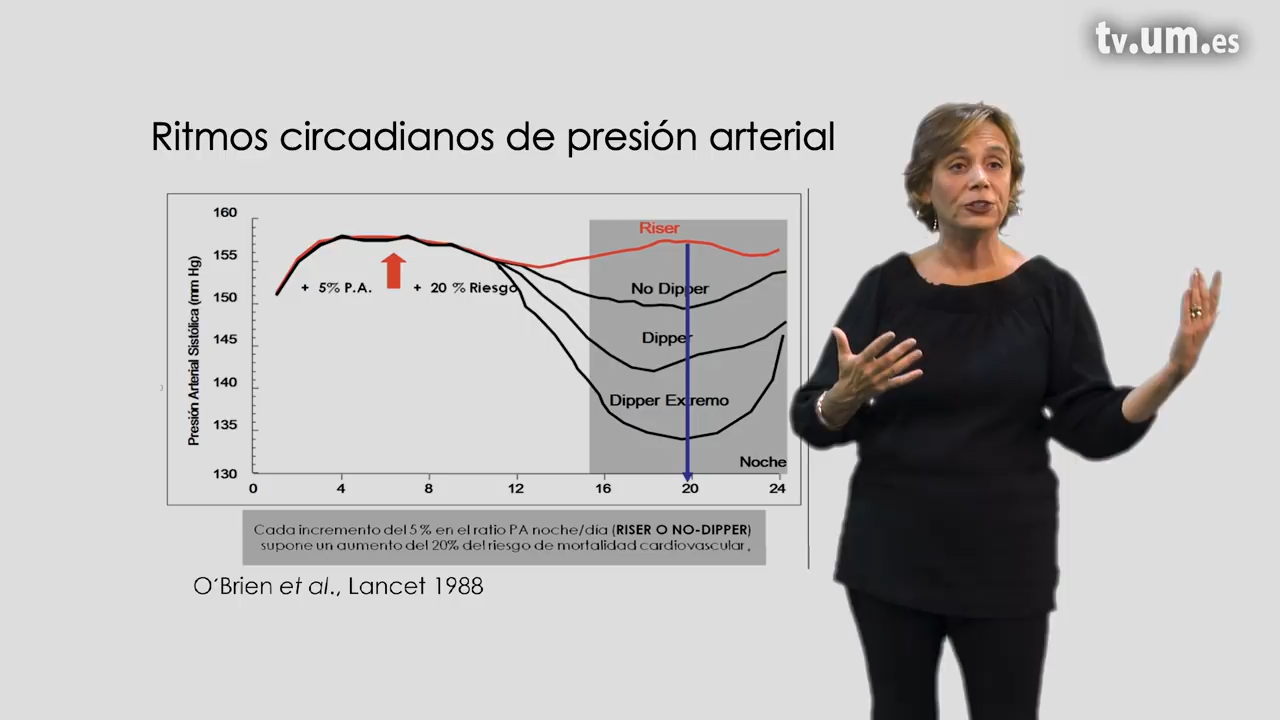 tv.um.es
Ritmos circadianos de presión arterial
160
155
150
145
140
135
130
Presión Arterial Sistólica (mm Hg)
Riser
+ 5% P.A.
+ 20 % Riesgo
No Dipper
Dipper
Dipper Extremo
Noche
0 4 8 12 16 20 24
Cada incremento del 5% en el ratio PA noche/día (RISER O NO-DIPPER)
supone un aumento del 20% del riesgo de mortalidad cardiovascular.
O´Brien et al., Lancet 1988